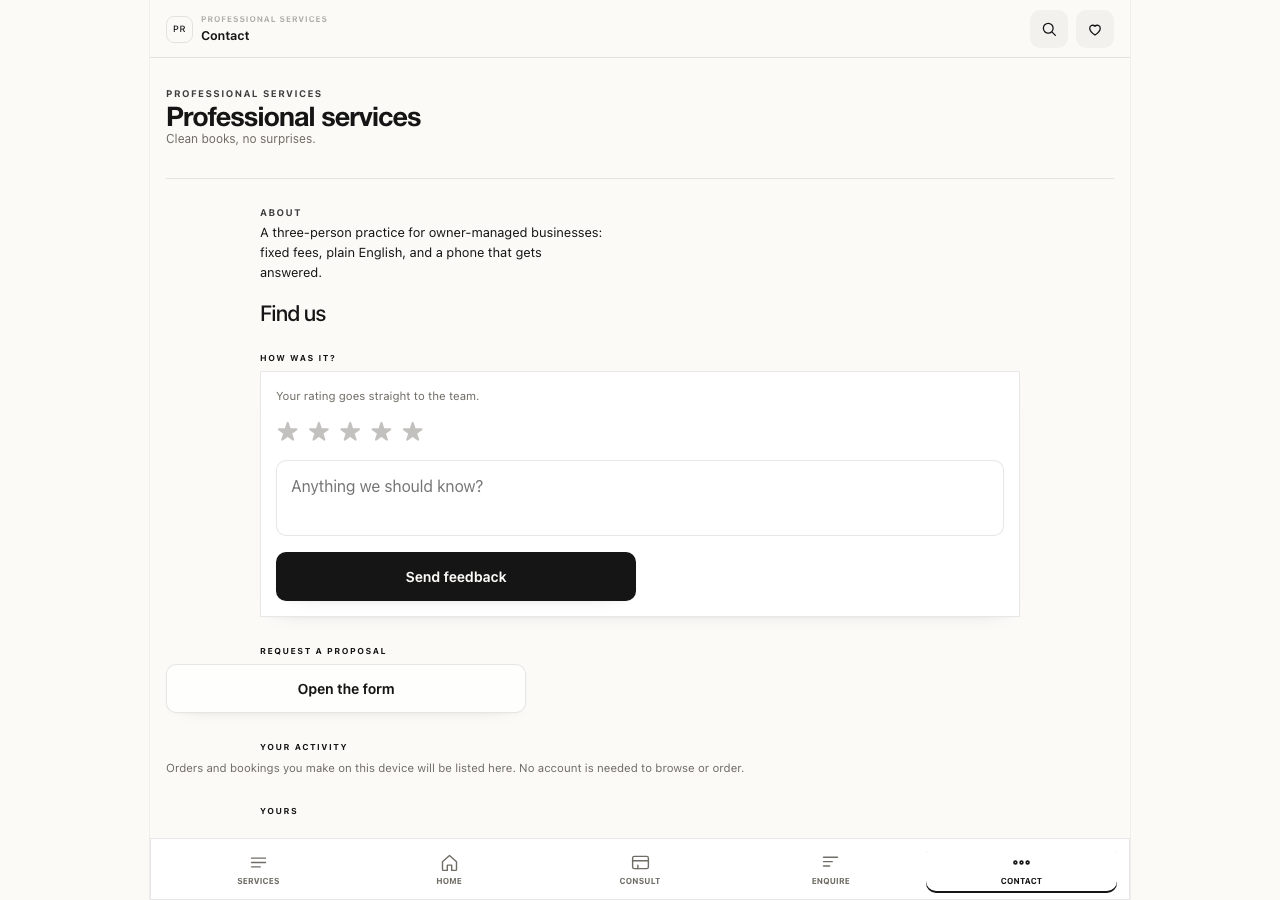 PR
PROFESSIONAL SERVICES
Contact
PROFESSIONAL SERVICES
Professional services
Clean books, no surprises.
ABOUT
A three-person practice for owner-managed businesses:
fixed fees, plain English, and a phone that gets
answered.
Find us
HOW WAS IT?
Your rating goes straight to the team.
Anything we should know?
Send feedback
REQUEST A PROPOSAL
Open the form
YOUR ACTIVITY
Orders and bookings you make on this device will be listed here. No account is needed to browse or order.
YOURS
SERVICES
HOME
CONSULT
ENQUIRE
CONTACT